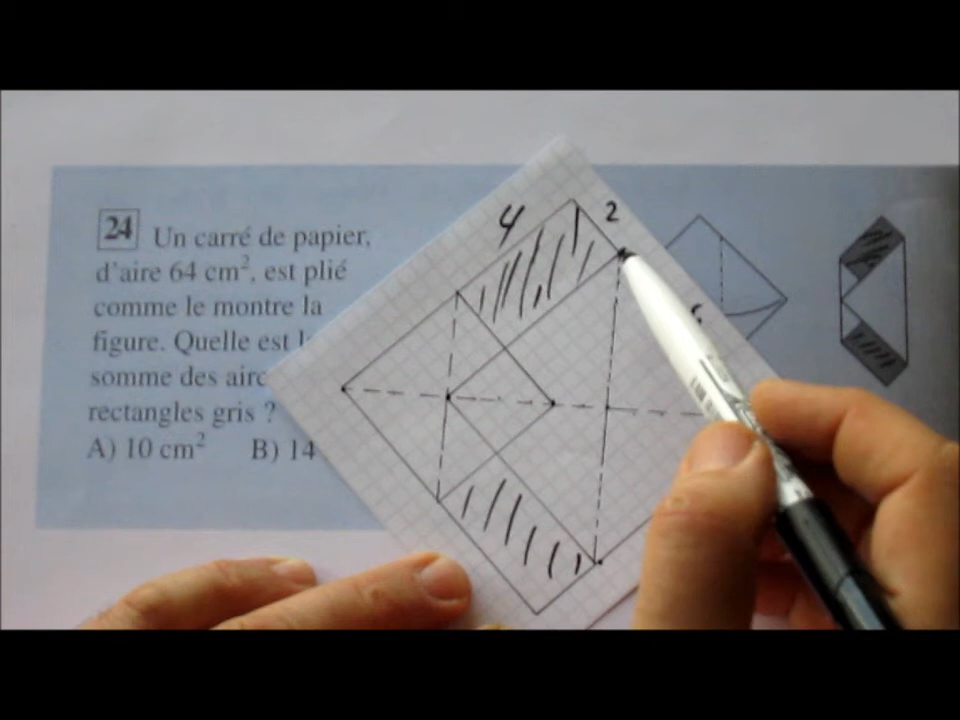 24 Un carré de papier,
d'aire 64 cm², est plié
comme le montre la
figure. Quelle est
somme des aire
rectangles gris ?
A) 10 cm² B) 14
4
2